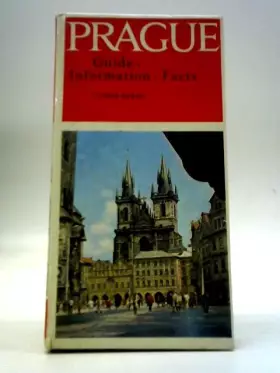 PRAGUE
Guide-
Information Facts